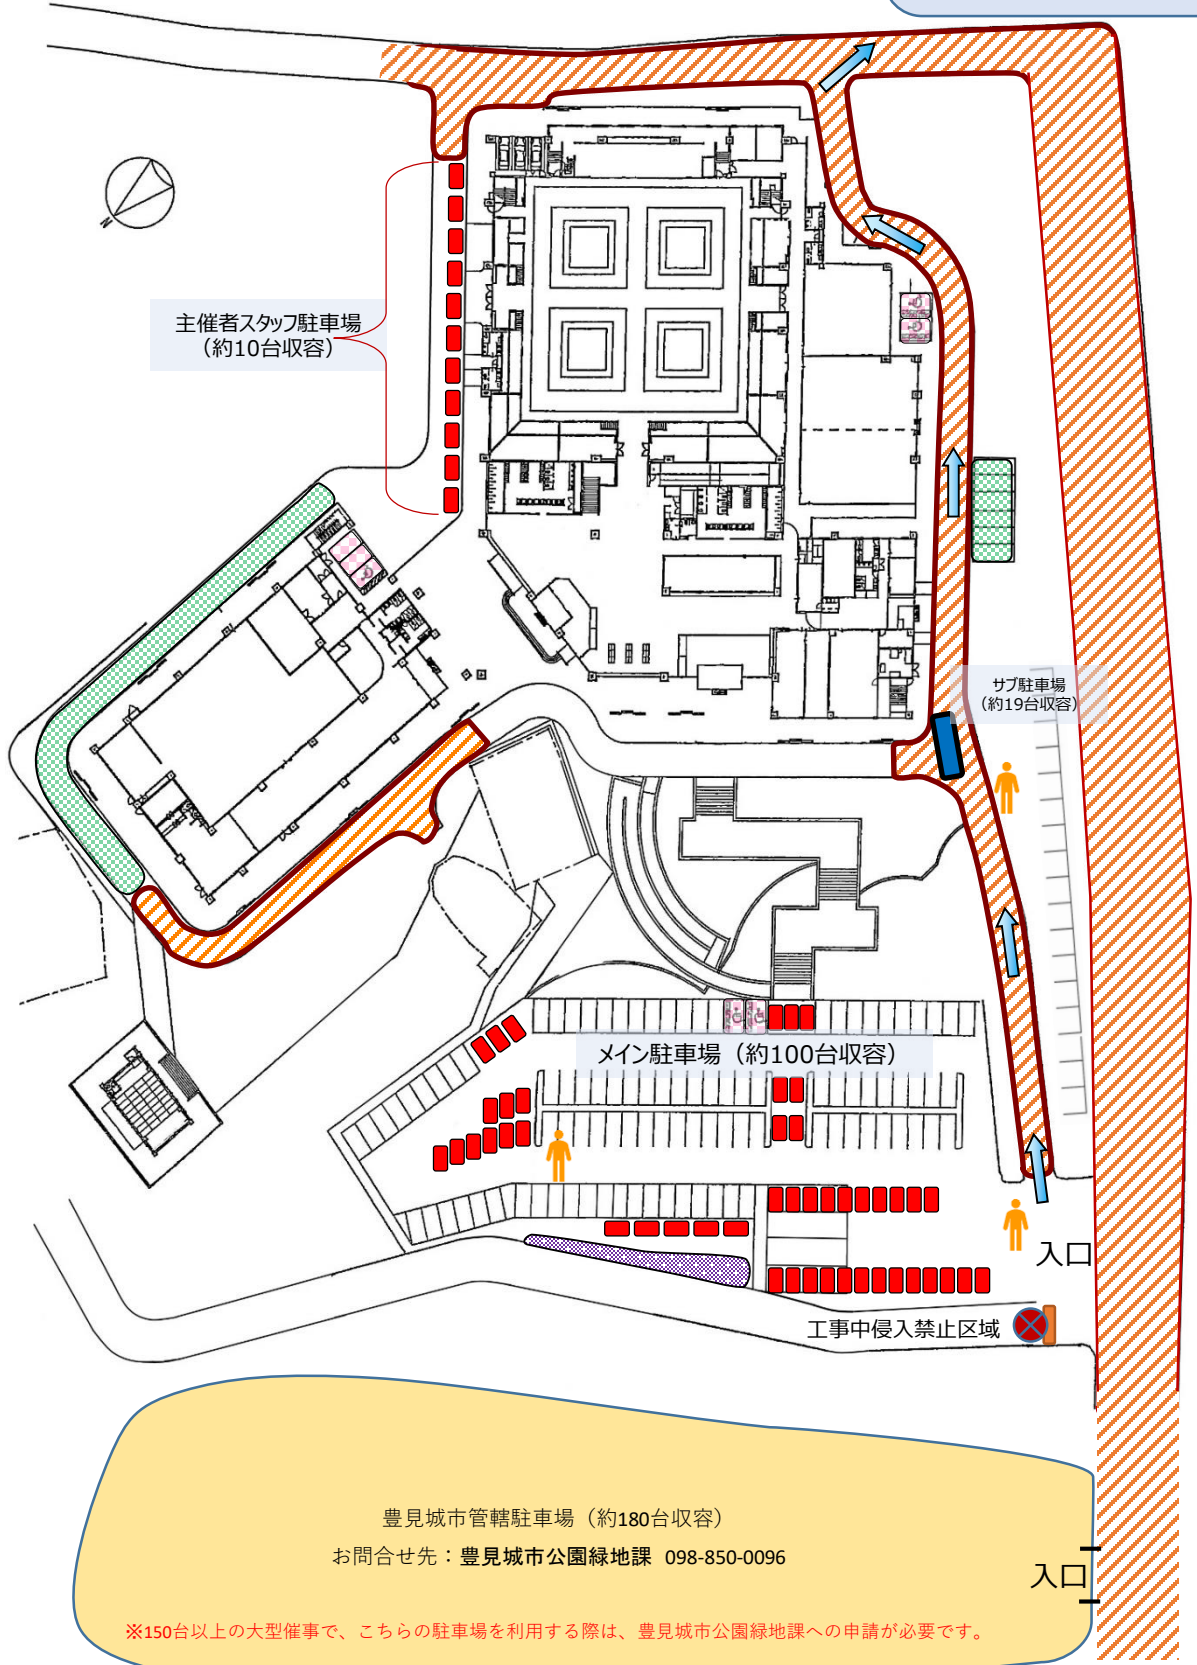 N
主催者スタッフ駐車場
（約10台収容）
サブ駐車場
（約19台収容）
メイン駐車場（約100台収容）
入口
工事中侵入禁止区域
豊見城市管轄駐車場（約180台収容）
お問合せ先：豊見城市公園緑地課 098-850-0096
入口
※150台以上の大型催事で、こちらの駐車場を利用する際は、豊見城市公園緑地課への申請が必要です。